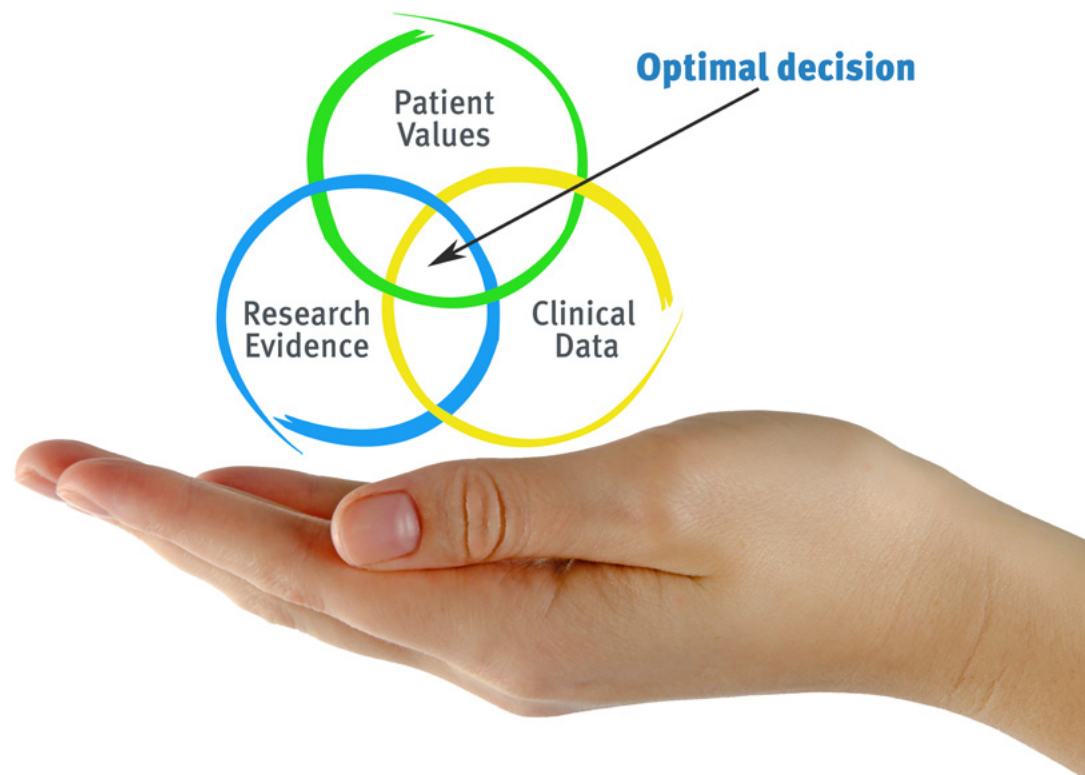 Optimal decision
Patient
Values
Research
Evidence
Clinical
Data